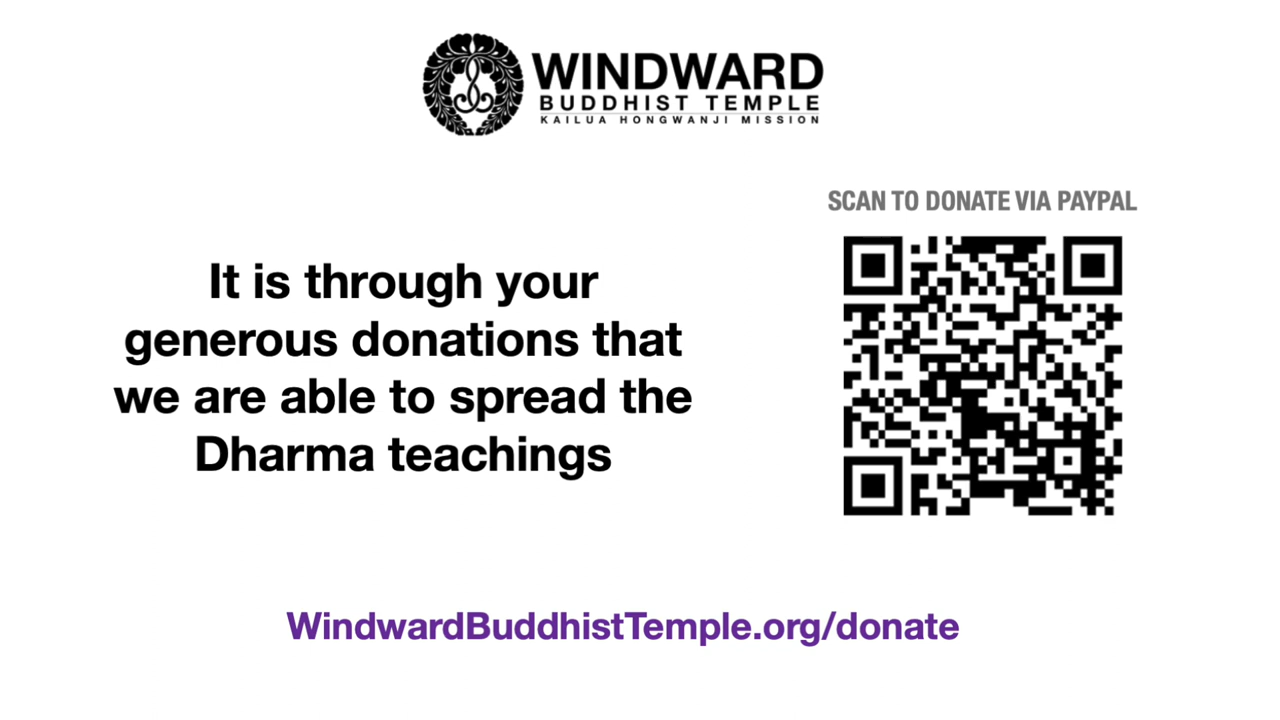 WINDWARD
BUDDHIST TEMPLE
KAILUA HONGWANJI MISSION
SCAN TO DONATE VIA PAYPAL
It is through your
generous donations that
we are able to spread the
Dharma teachings
WindwardBuddhistTemple.org/donate